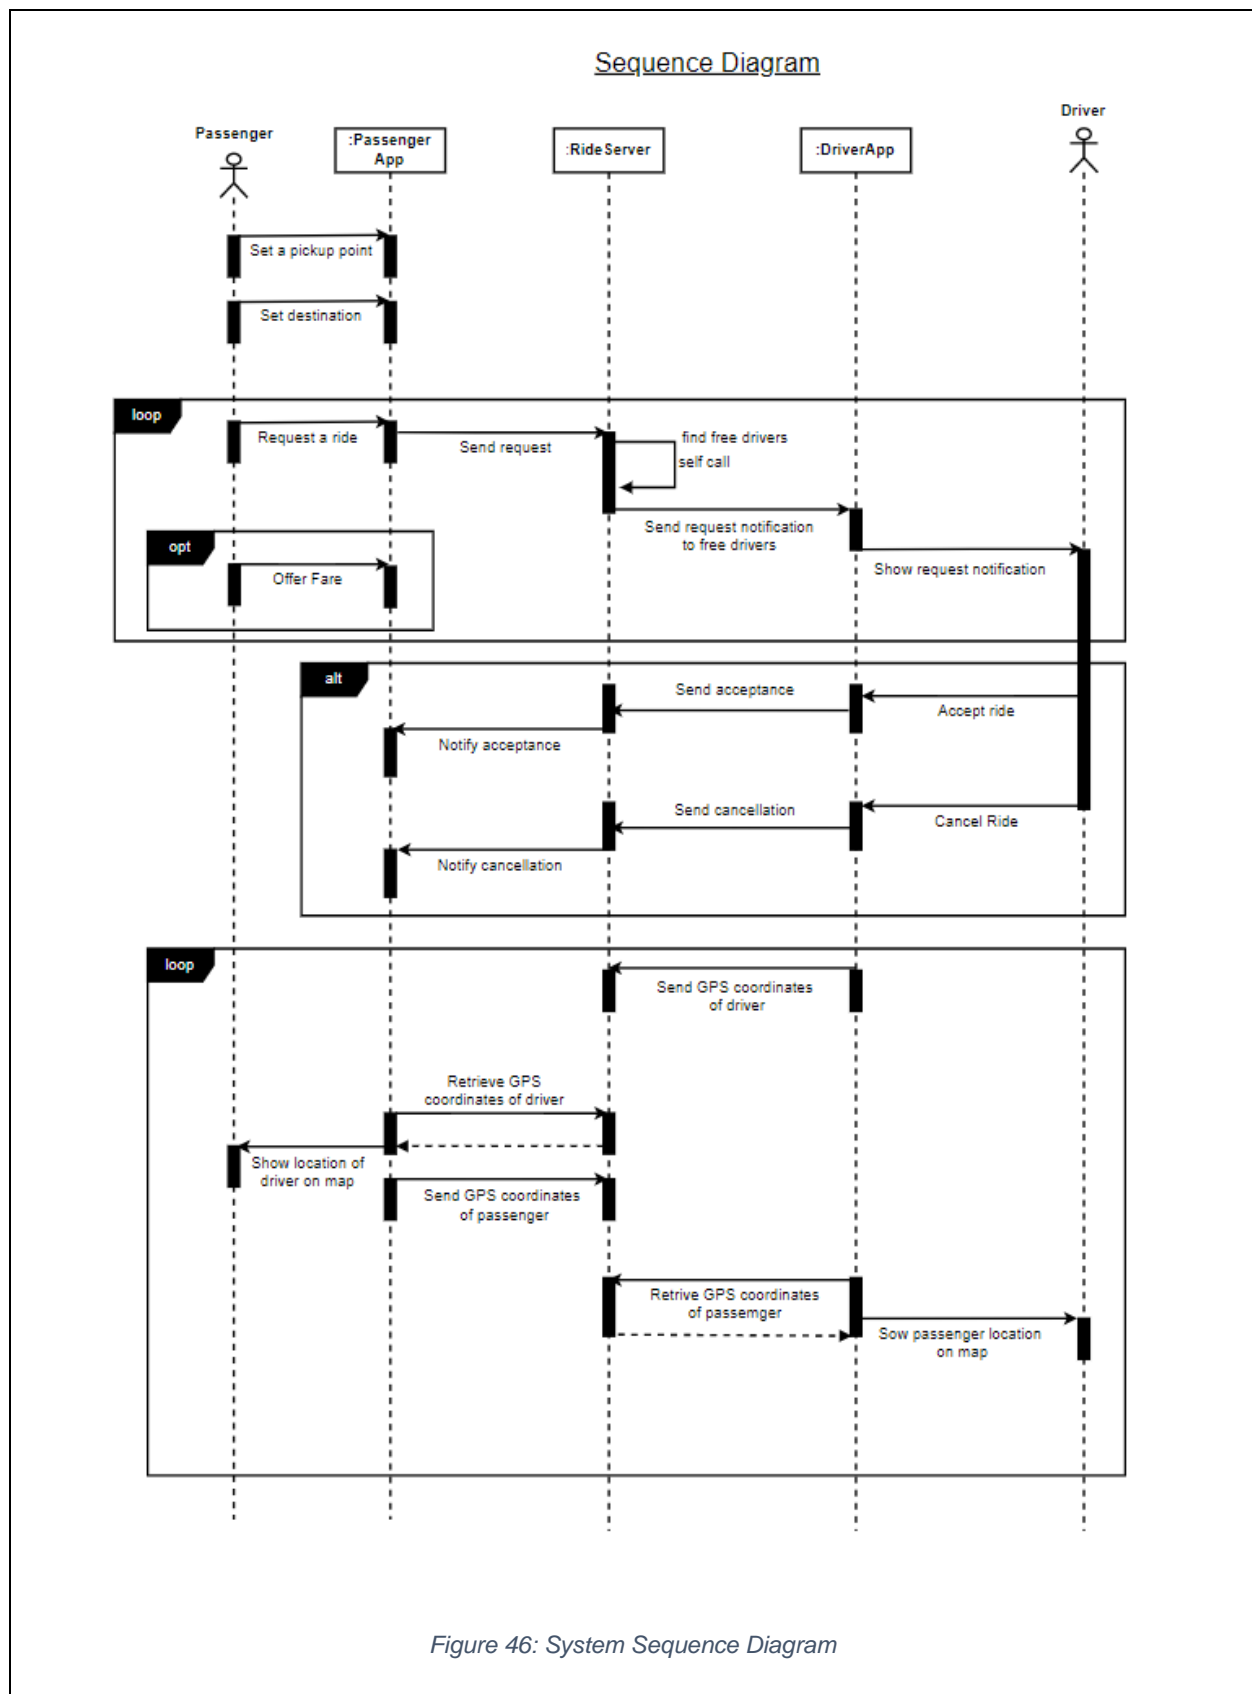 Sequence Diagram
Passenger
:Passenger
App
:RideServer
:DriverApp
Driver
Set a pickup point
Set destination
loop
Request a ride
Send request
find free drivers
self call
Send request notification
to free drivers
Show request notification
opt
Offer Fare
alt
Send acceptance
Accept ride
Notify acceptance
Send cancellation
Cancel Ride
Notify cancellation
loop
Send GPS coordinates
of driver
Retrieve GPS
coordinates of driver
Show location of
driver on map
Send GPS coordinates
of passenger
Retrive GPS coordinates
of passemger
Sow passenger location
on map
Figure 46: System Sequence Diagram